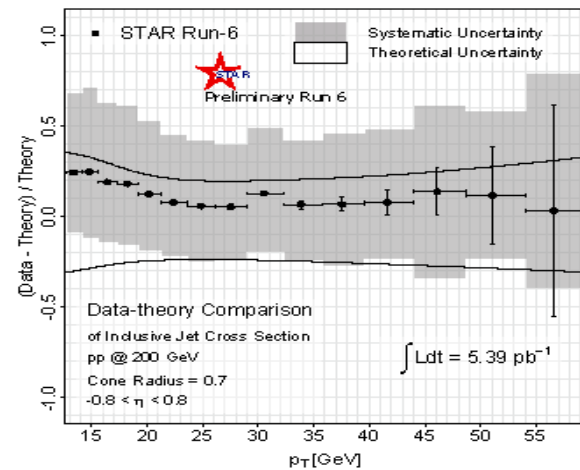 STAR Run-6
Systematic Uncertainty
Theoretical Uncertainty
STAR
Preliminary Run 6
(Data - Theory) / Theory
1.0
0.5
0.0
-0.5
-1.0
Data-theory Comparison
of Inclusive Jet Cross Section
pp @ 200 GeV
Cone Radius = 0.7
-0.8 < η < 0.8
∫ Ldt = 5.39 pb⁻¹
15 20 25 30 35 40 45 50 55
pT [GeV]